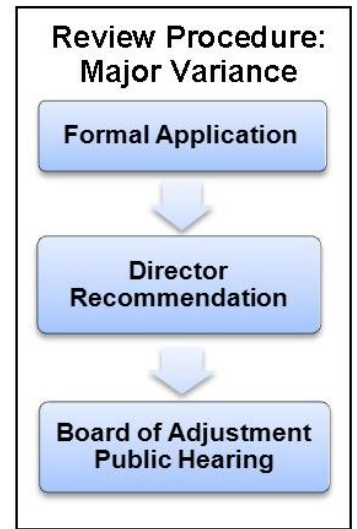 Review Procedure:
Major Variance
Formal Application
Director
Recommendation
Board of Adjustment
Public Hearing